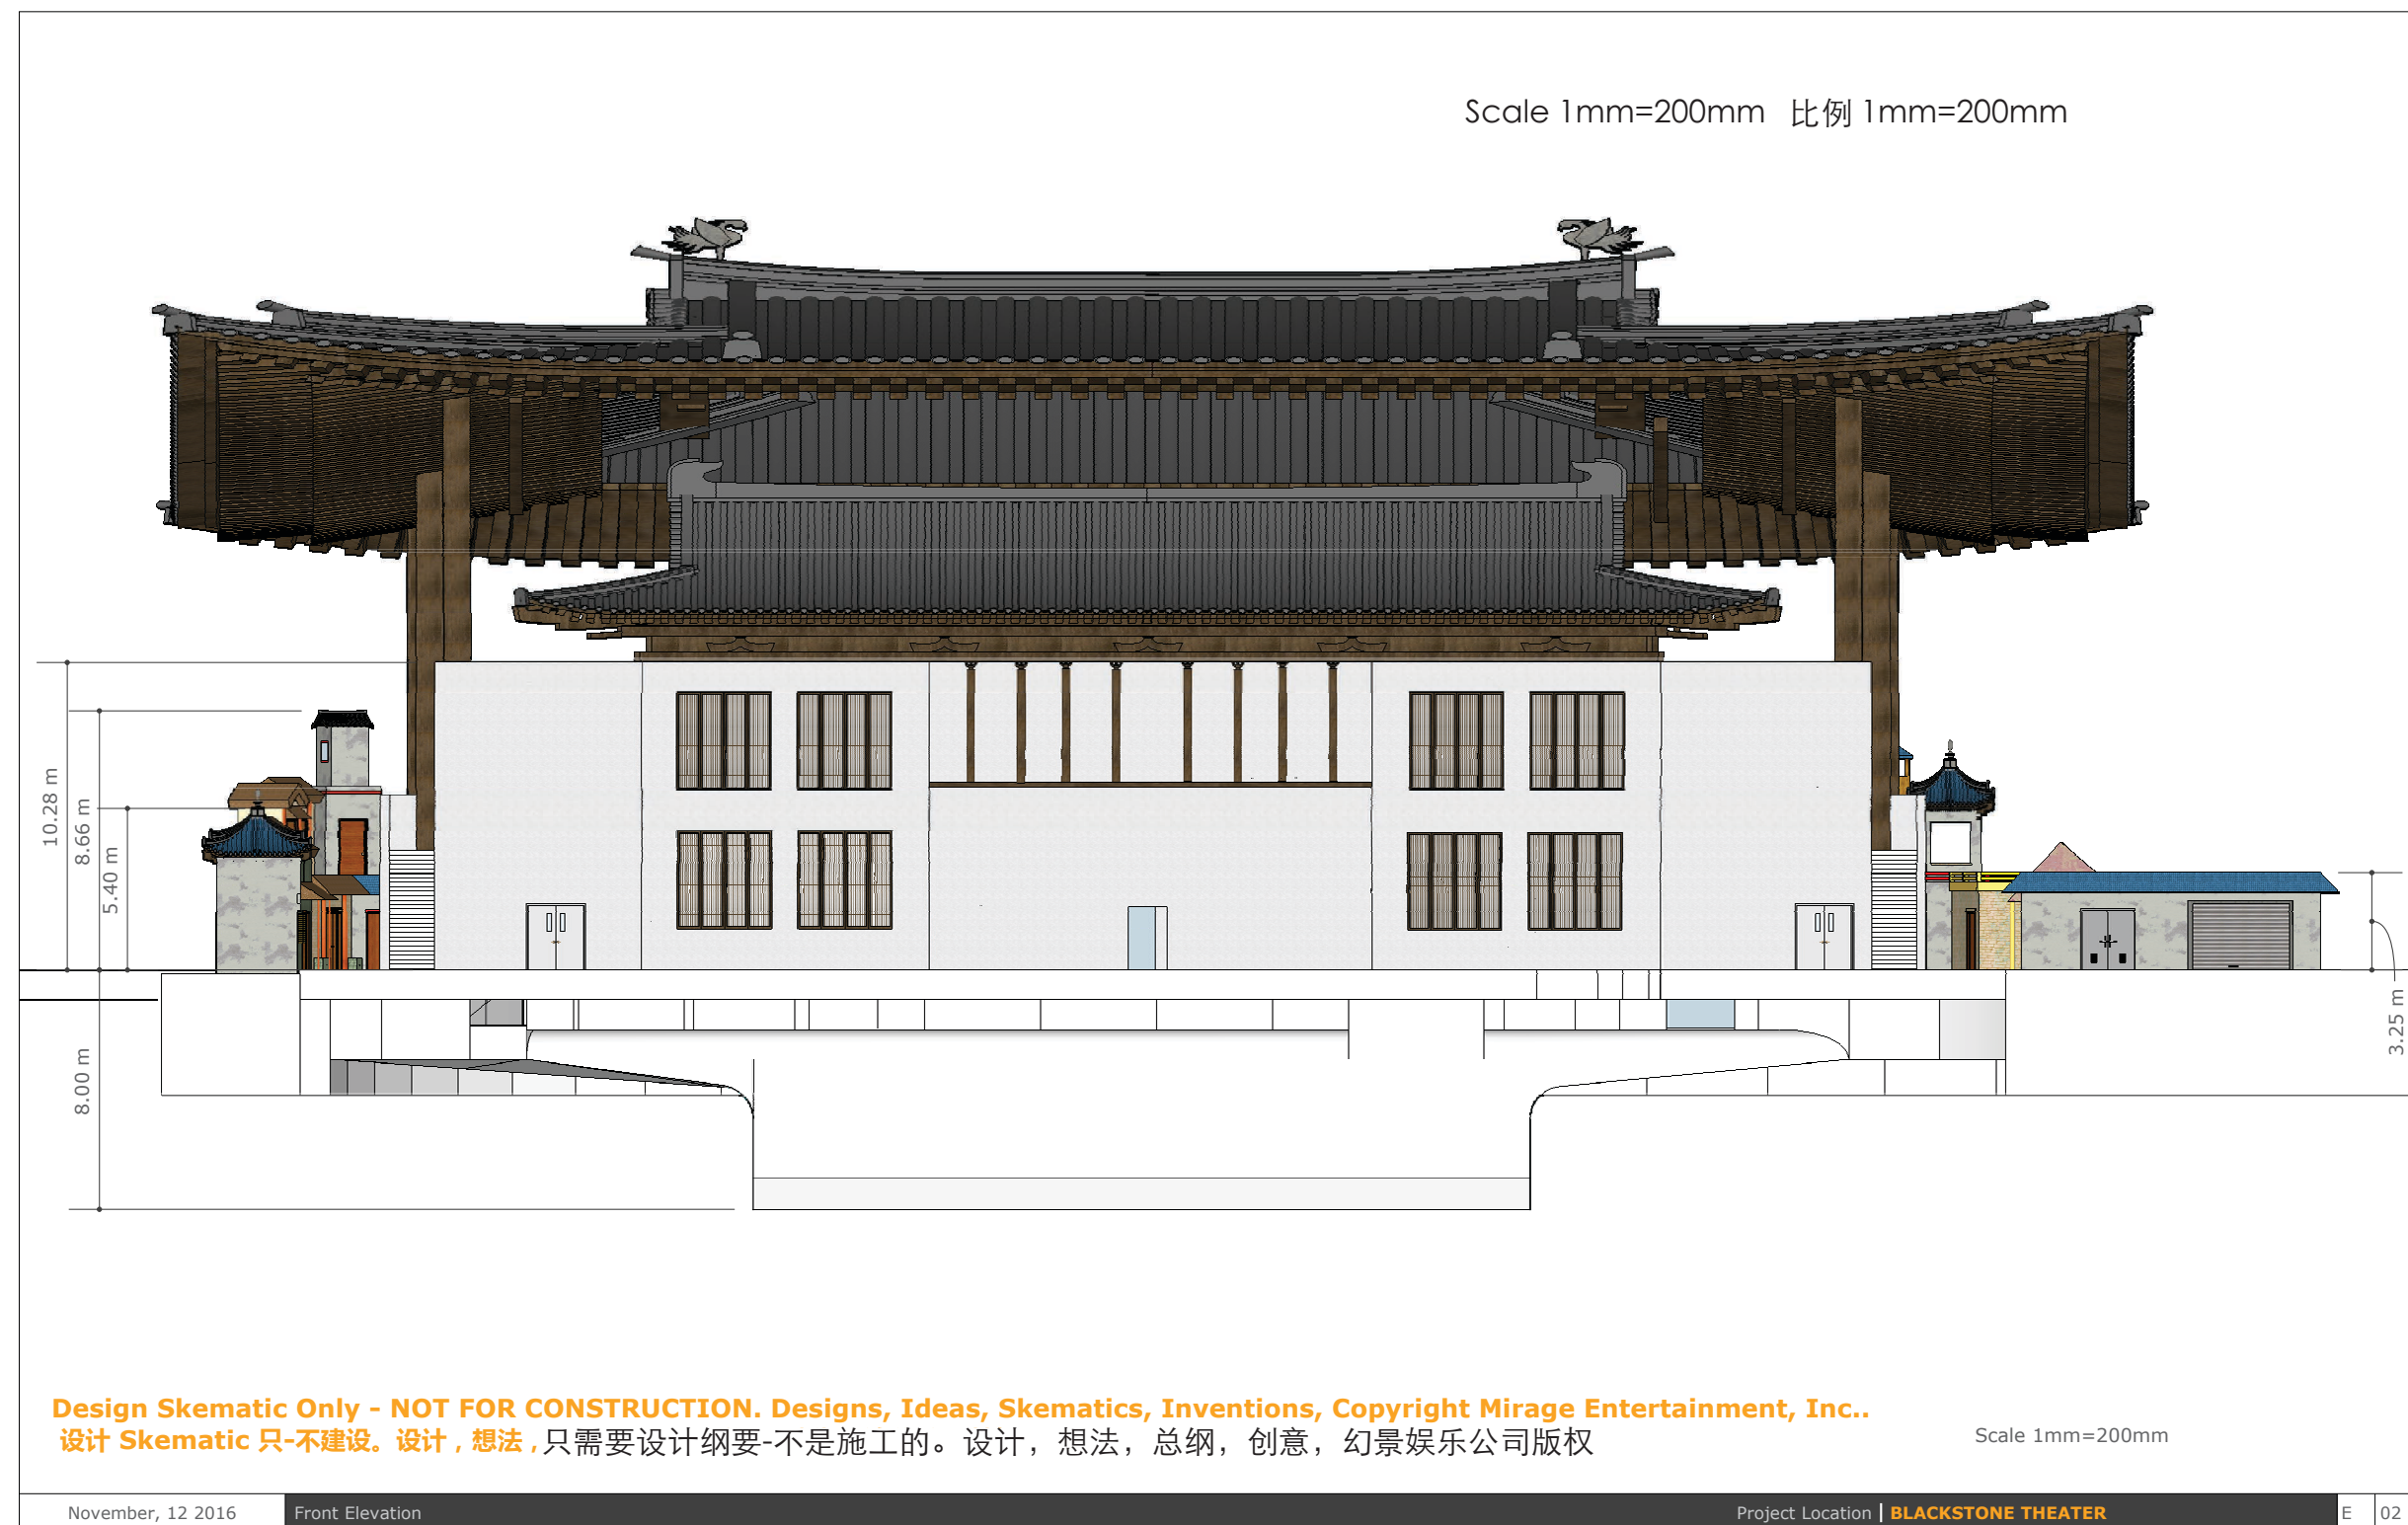 Scale 1mm=200mm 比例 1mm=200mm
10.28 m
8.66 m
5.40 m
8.00 m
3.25 m
Design Skematic Only - NOT FOR CONSTRUCTION. Designs, Ideas, Skematics, Inventions, Copyright Mirage Entertainment, Inc..
设计 Skematic 只-不建设。设计 , 想法 , 只需要设计纲要-不是施工的。设计，想法，总纲，创意，幻景娱乐公司版权
Scale 1mm=200mm
November, 12 2016 Front Elevation Project Location | BLACKSTONE THEATER E 02